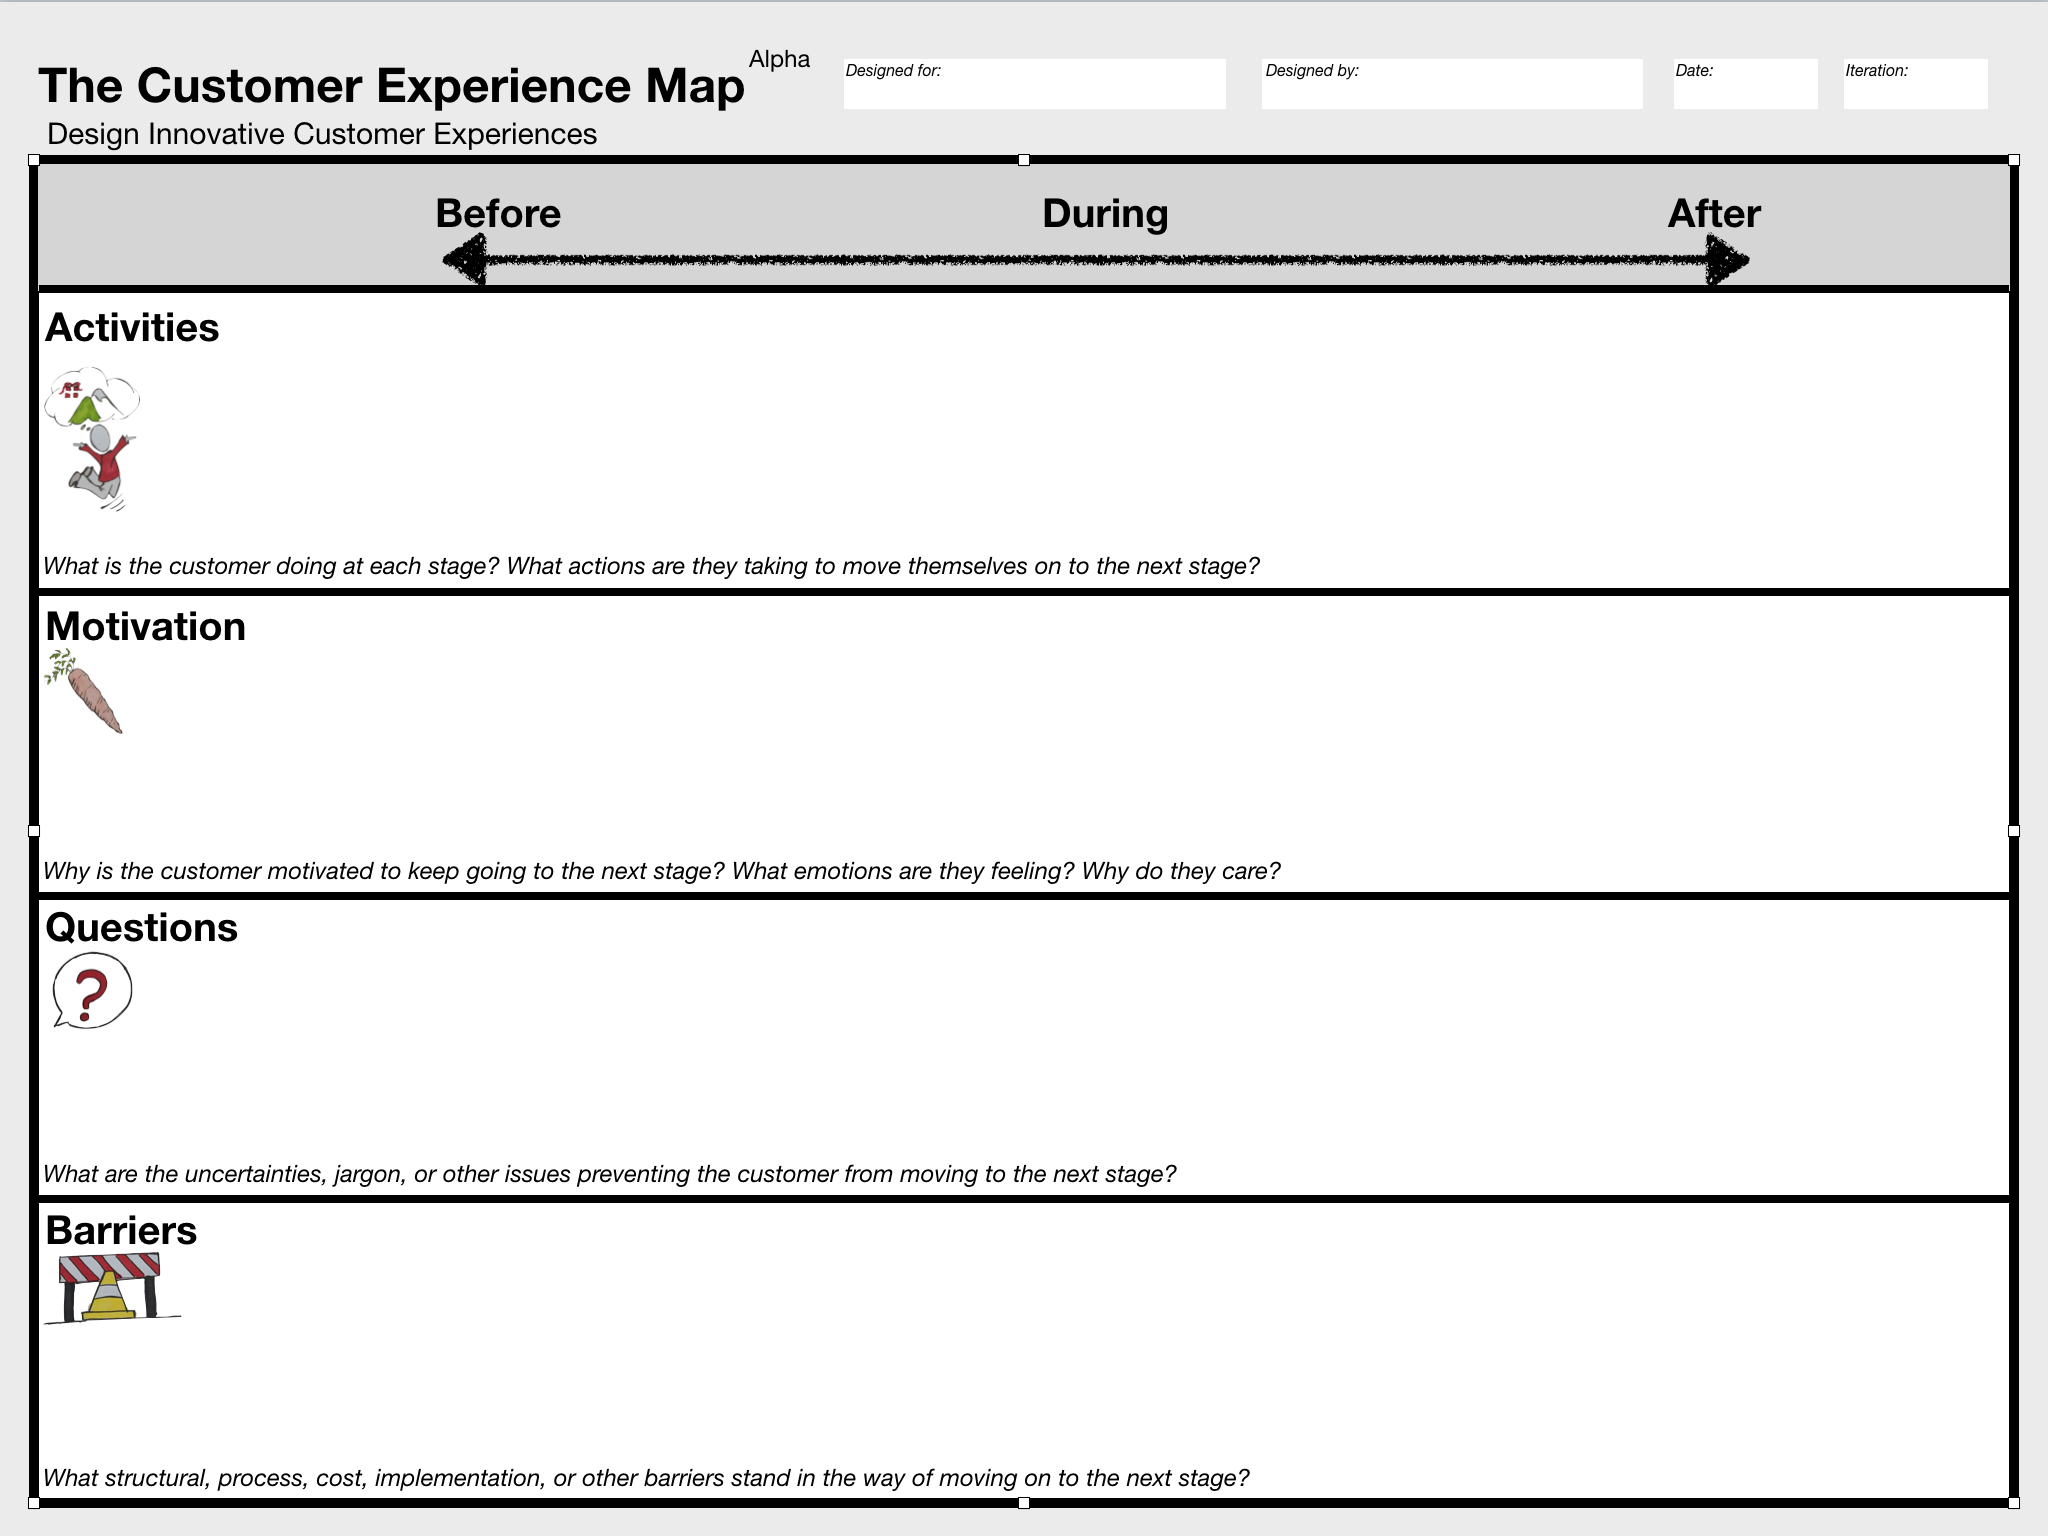 The Customer Experience Map Alpha
Designed for:
Designed by:
Date:
Iteration:
Design Innovative Customer Experiences
Before
During
After
Activities
What is the customer doing at each stage? What actions are they taking to move themselves on to the next stage?
Motivation
Why is the customer motivated to keep going to the next stage? What emotions are they feeling? Why do they care?
Questions
?
What are the uncertainties, jargon, or other issues preventing the customer from moving to the next stage?
Barriers
What structural, process, cost, implementation, or other barriers stand in the way of moving on to the next stage?